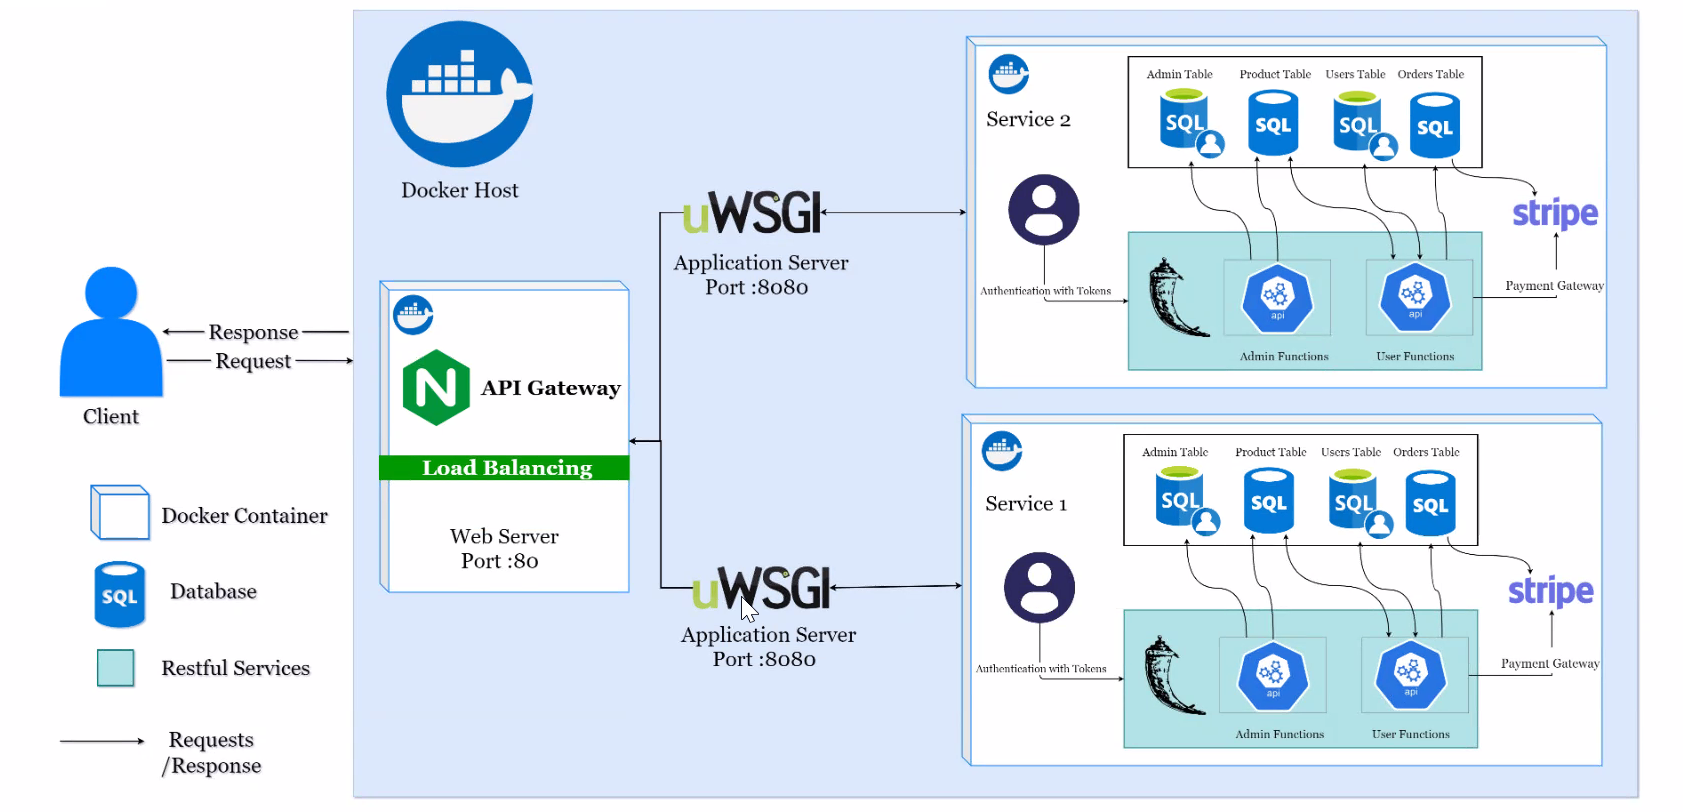 Docker Host
Response
Request
Client
Docker Container
SQL
Database
Restful Services
Requests
/Response
API Gateway
Load Balancing
Web Server
Port :80
uWSGI
Application Server
Port :8080
uWSGI
Application Server
Port :8080
Service 2
Admin Table Product Table Users Table Orders Table
SQL SQL SQL SQL
stripe
Authentication with Tokens
Payment Gateway
api api
Admin Functions User Functions
Service 1
Admin Table Product Table Users Table Orders Table
SQL SQL SQL SQL
stripe
Authentication with Tokens
Payment Gateway
api api
Admin Functions User Functions